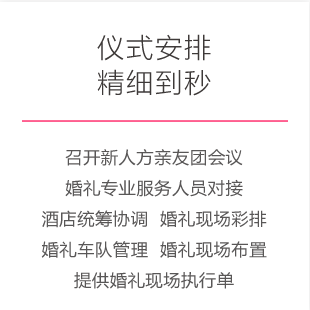 仪式安排
精细到秒
召开新人方亲友团会议
婚礼专业服务人员对接
酒店统筹协调 婚礼现场彩排
婚礼车队管理 婚礼现场布置
提供婚礼现场执行单